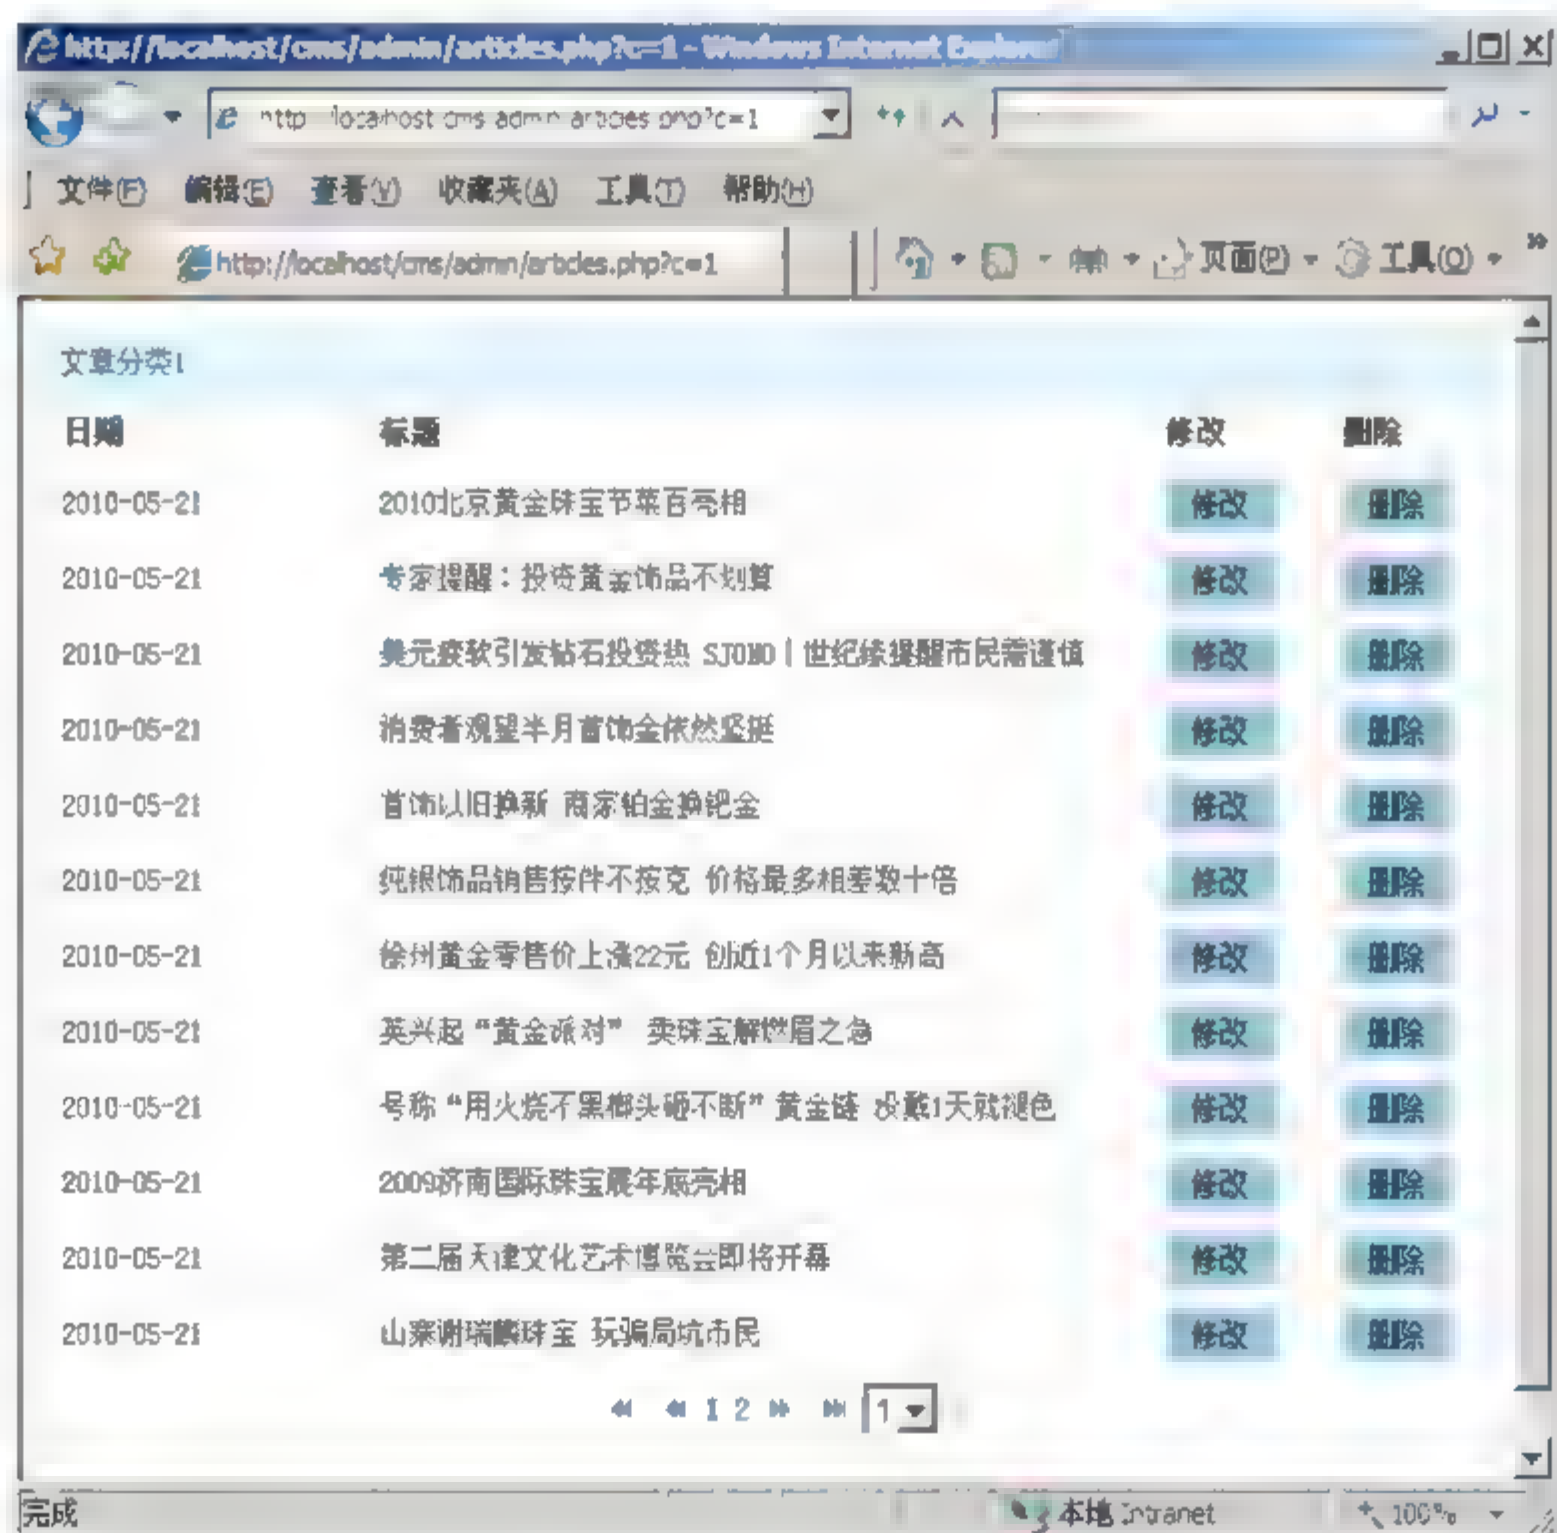 http://localhost/cms/admin/articles.php?c=1 - Windows Internet Explorer
http localhost cms admin articles php?c=1
文件(F) 编辑(E) 查看(V) 收藏夹(A) 工具(T) 帮助(H)
http://localhost/cms/admin/articles.php?c=1 页面(P) 工具(O)
文章分类1
日期 标题 修改 删除
2010-05-21 2010北京黄金珠宝节菜百亮相 修改 删除
2010-05-21 专家提醒：投资黄金饰品不划算 修改 删除
2010-05-21 美元疲软引发钻石投资热 SJONO|世纪缘提醒市民需谨慎 修改 删除
2010-05-21 消费者观望半月首饰金依然坚挺 修改 删除
2010-05-21 首饰以旧换新 商家铂金换钯金 修改 删除
2010-05-21 纯银饰品销售按件不按克 价格最多相差数十倍 修改 删除
2010-05-21 徐州黄金零售价上涨22元 创近1个月以来新高 修改 删除
2010-05-21 英兴起“黄金派对” 卖珠宝解燃眉之急 修改 删除
2010-05-21 号称“用火烧不黑榔头砸不断”黄金链 没戴1天就褪色 修改 删除
2010-05-21 2009济南国际珠宝展年底亮相 修改 删除
2010-05-21 第二届天津文化艺术博览会即将开幕 修改 删除
2010-05-21 山寨谢瑞麟珠宝 玩骗局坑市民 修改 删除
1 2 1
完成 本地 Intranet 100%